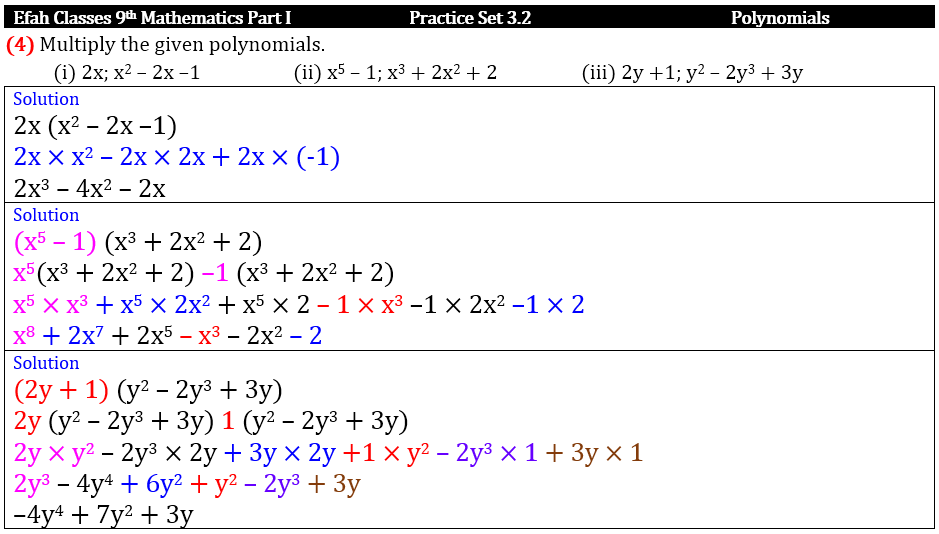 Efah Classes 9th Mathematics Part I Practice Set 3.2 Polynomials
(4) Multiply the given polynomials.
(i) 2x; x² – 2x –1 (ii) x⁵ – 1; x³ + 2x² + 2 (iii) 2y +1; y² – 2y³ + 3y
Solution
2x (x² – 2x –1)
2x × x² – 2x × 2x + 2x × (-1)
2x³ – 4x² – 2x
Solution
(x⁵ – 1) (x³ + 2x² + 2)
x⁵(x³ + 2x² + 2) –1 (x³ + 2x² + 2)
x⁵ × x³ + x⁵ × 2x² + x⁵ × 2 – 1 × x³ –1 × 2x² –1 × 2
x⁸ + 2x⁷ + 2x⁵ – x³ – 2x² – 2
Solution
(2y + 1) (y² – 2y³ + 3y)
2y (y² – 2y³ + 3y) 1 (y² – 2y³ + 3y)
2y × y² – 2y³ × 2y + 3y × 2y +1 × y² – 2y³ × 1 + 3y × 1
2y³ – 4y⁴ + 6y² + y² – 2y³ + 3y
–4y⁴ + 7y² + 3y